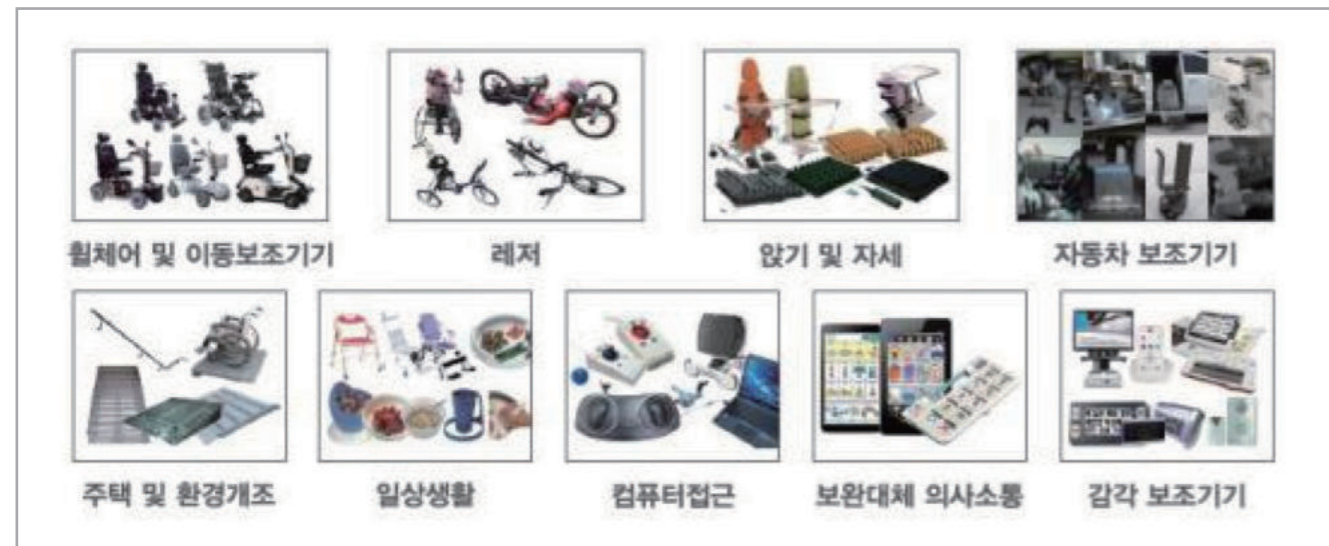 휠체어 및 이동보조기기
레저
앉기 및 자세
자동차 보조기기
주택 및 환경개조
일상생활
컴퓨터접근
보완대체 의사소통
감각 보조기기